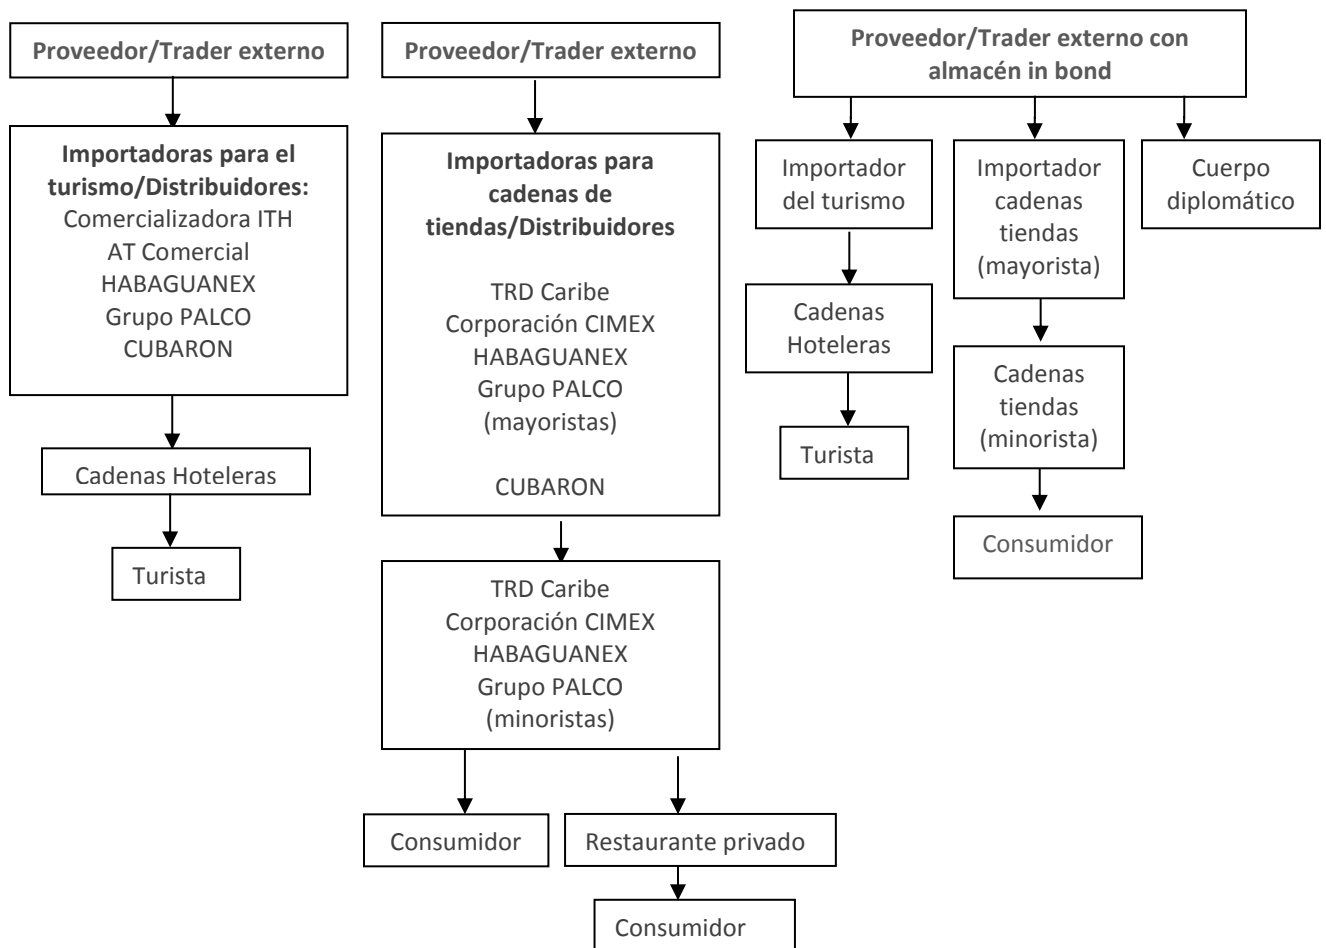 Proveedor/Trader externo
Importadoras para el
turismo/Distribuidores:
Comercializadora ITH
AT Comercial
HABAGUANEX
Grupo PALCO
CUBARON
Cadenas Hoteleras
Turista
Proveedor/Trader externo
Importadoras para
cadenas de
tiendas/Distribuidores
TRD Caribe
Corporación CIMEX
HABAGUANEX
Grupo PALCO
(mayoristas)
CUBARON
TRD Caribe
Corporación CIMEX
HABAGUANEX
Grupo PALCO
(minoristas)
Consumidor
Restaurante privado
Consumidor
Proveedor/Trader externo con
almacén in bond
Importador
del turismo
Cadenas
Hoteleras
Turista
Importador
cadenas
tiendas
(mayorista)
Cadenas
tiendas
(minorista)
Consumidor
Cuerpo
diplomático